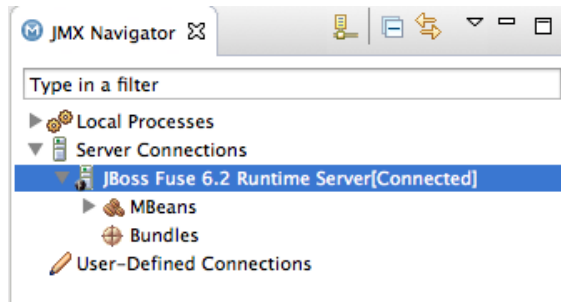 JMX Navigator
Type in a filter
Local Processes
Server Connections
JBoss Fuse 6.2 Runtime Server[Connected]
MBeans
Bundles
User-Defined Connections